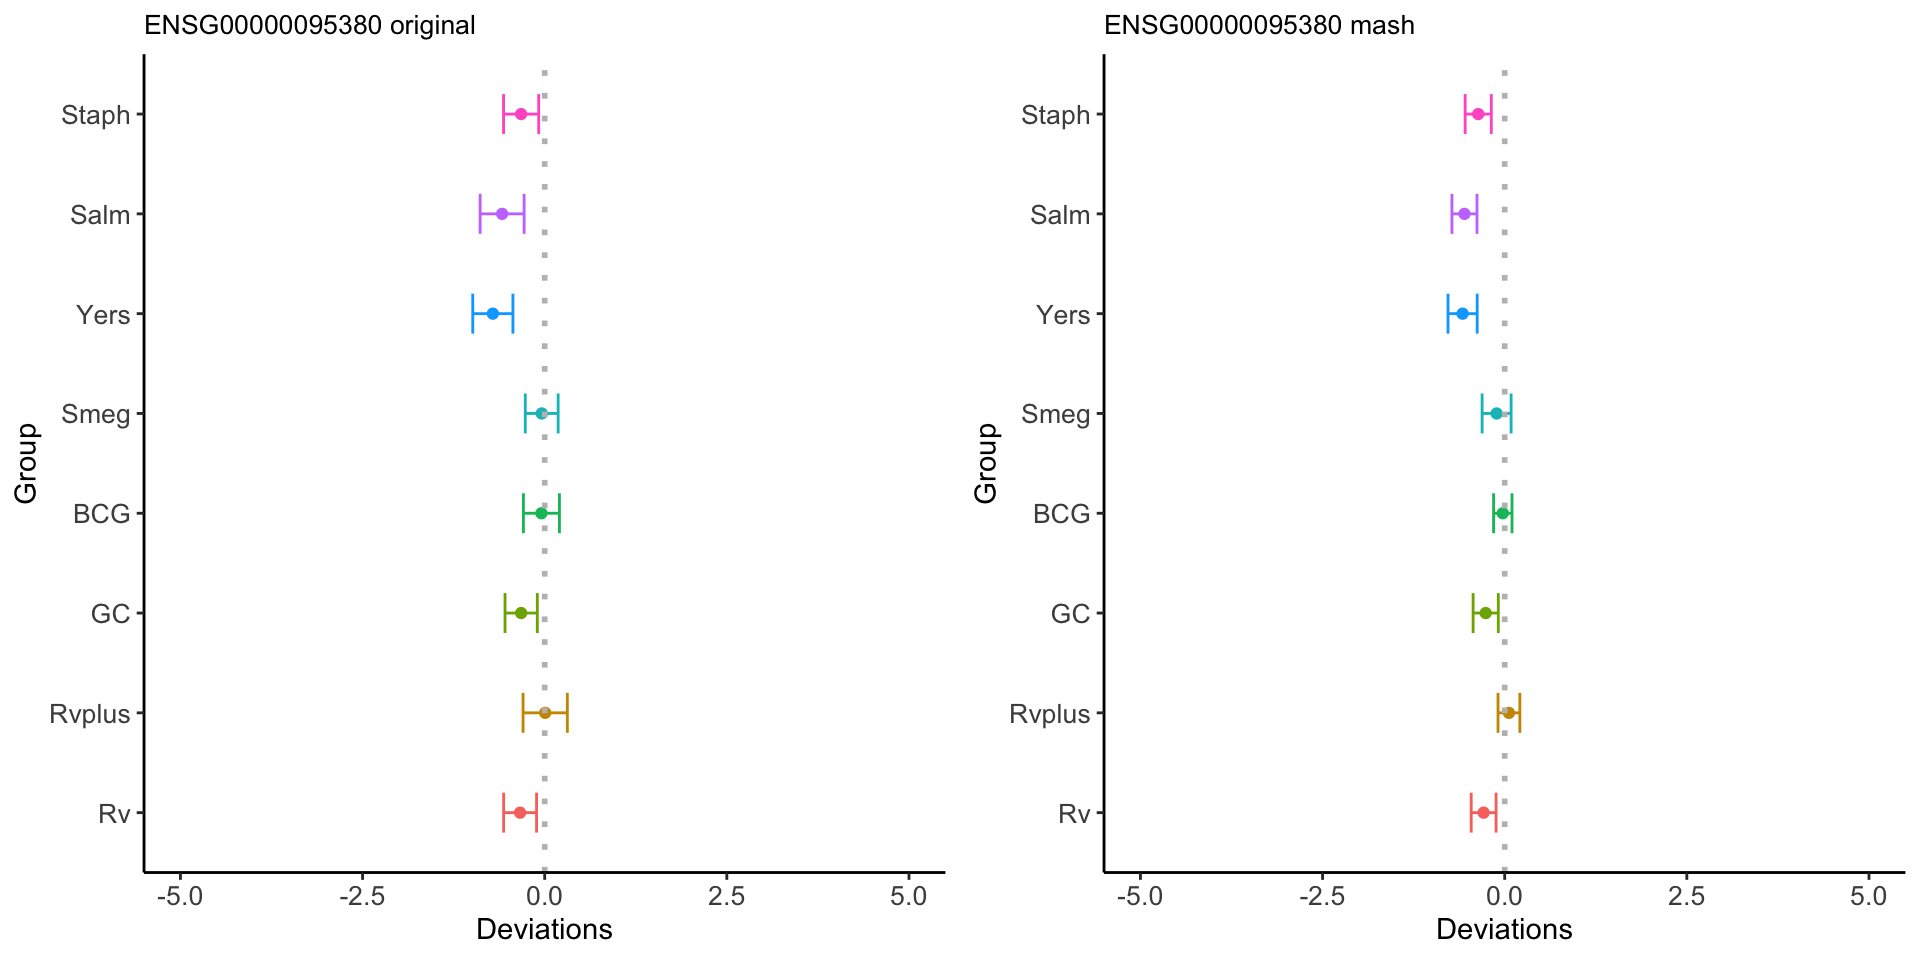 ENSG00000095380 original
Group
Staph
Salm
Yers
Smeg
BCG
GC
Rvplus
Rv
-5.0 -2.5 0.0 2.5 5.0
Deviations
ENSG00000095380 mash
Group
Staph
Salm
Yers
Smeg
BCG
GC
Rvplus
Rv
-5.0 -2.5 0.0 2.5 5.0
Deviations